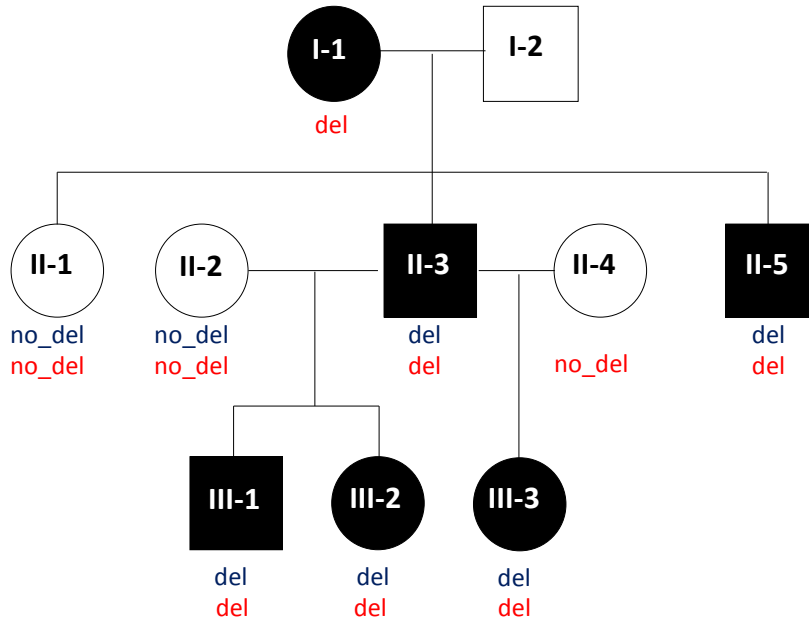 I-1
I-2
del
II-1
II-2
II-3
II-4
II-5
no_del
no_del
del
del
no_del
no_del
del
no_del
del
III-1
III-2
III-3
del
del
del
del
del
del